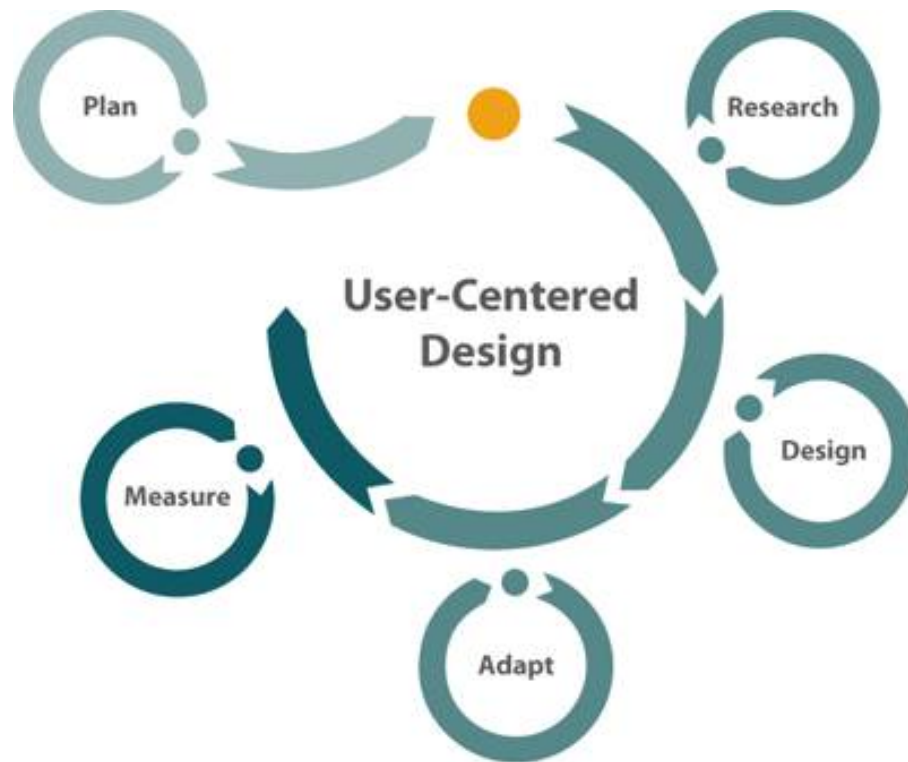 Plan
Research
User-Centered
Design
Design
Measure
Adapt